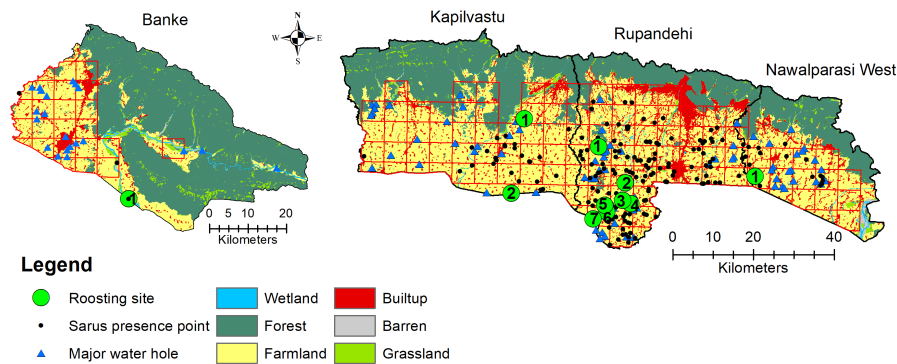 Banke
Kapilvastu
Rupandehi
Nawalparasi West
N
W E
S
1
1
1
2
2
5 3 4
7 6
0 5 10 20
Kilometers
0 10 20 40
Kilometers
Legend
Roosting site
Sarus presence point
Major water hole
Wetland
Forest
Farmland
Builtup
Barren
Grassland